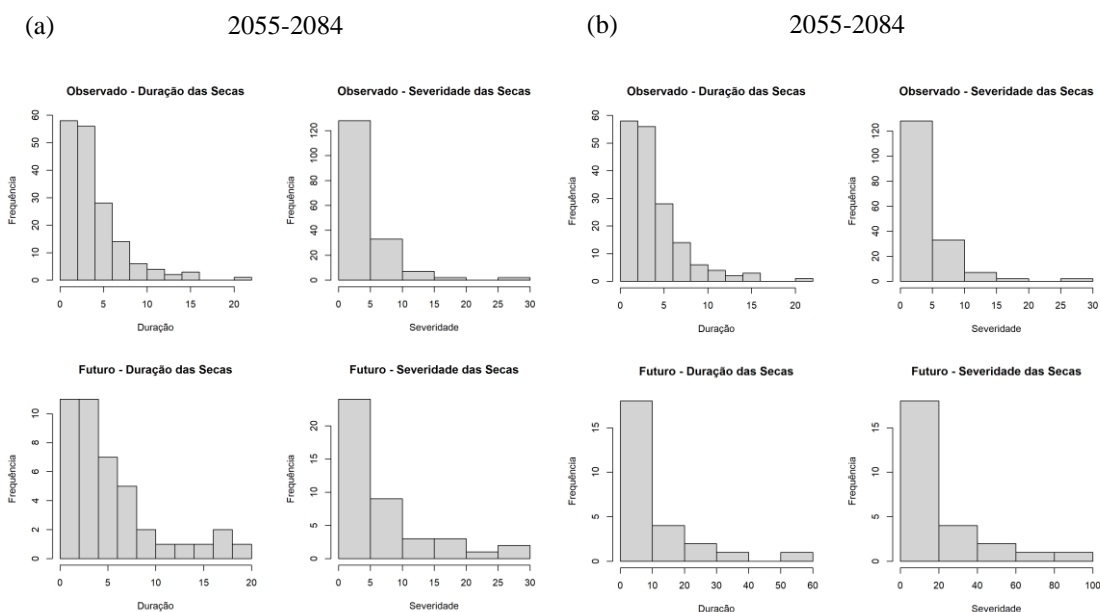 (a) 2055-2084 (b) 2055-2084
Observado - Duração das Secas
Frequência
0 10 20 30 40 50 60
0 5 10 15 20
Duração
Observado - Severidade das Secas
Frequência
0 20 40 60 80 100 120
0 5 10 15 20 25 30
Severidade
Observado - Duração das Secas
Frequência
0 10 20 30 40 50 60
0 5 10 15 20
Duração
Observado - Severidade das Secas
Frequência
0 20 40 60 80 100 120
0 5 10 15 20 25 30
Severidade
Futuro - Duração das Secas
Frequência
0 2 4 6 8 10
0 5 10 15 20
Duração
Futuro - Severidade das Secas
Frequência
0 5 10 15 20
0 5 10 15 20 25 30
Severidade
Futuro - Duração das Secas
Frequência
0 5 10 15
0 10 20 30 40 50 60
Duração
Futuro - Severidade das Secas
Frequência
0 5 10 15
0 20 40 60 80 100
Severidade